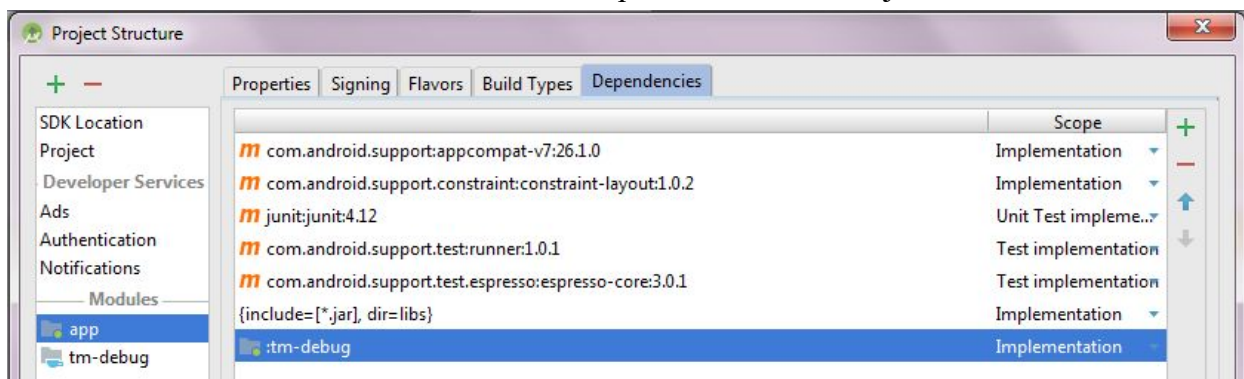 Project Structure
Properties Signing Flavors Build Types Dependencies
SDK Location
Project
Developer Services
Ads
Authentication
Notifications
Modules
app
tm-debug
Scope
m com.android.support:appcompat-v7:26.1.0 Implementation
m com.android.support.constraint:constraint-layout:1.0.2 Implementation
m junit:junit:4.12 Unit Test impleme...
m com.android.support.test:runner:1.0.1 Test implementation
m com.android.support.test.espresso:espresso-core:3.0.1 Test implementation
{include=[*.jar], dir=libs} Implementation
:tm-debug Implementation